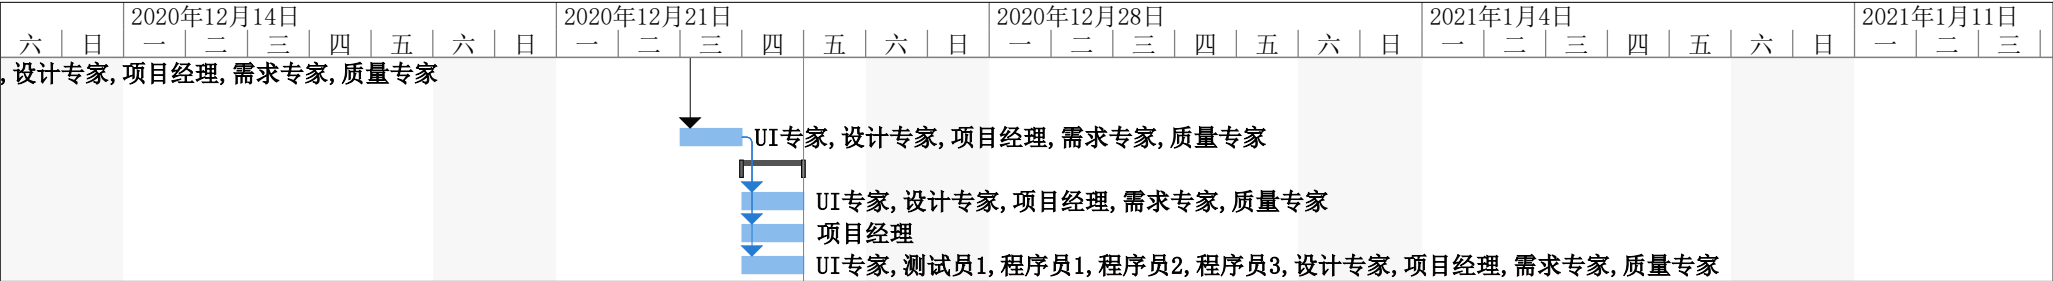 2020年12月14日 2020年12月21日 2020年12月28日 2021年1月4日 2021年1月11日
六 日 一 二 三 四 五 六 日 一 二 三 四 五 六 日 一 二 三 四 五 六 日 一 二 三 四 五 六 日 一 二 三
,设计专家,项目经理,需求专家,质量专家
UI专家,设计专家,项目经理,需求专家,质量专家
UI专家,设计专家,项目经理,需求专家,质量专家
项目经理
UI专家,测试员1,程序员1,程序员2,程序员3,设计专家,项目经理,需求专家,质量专家